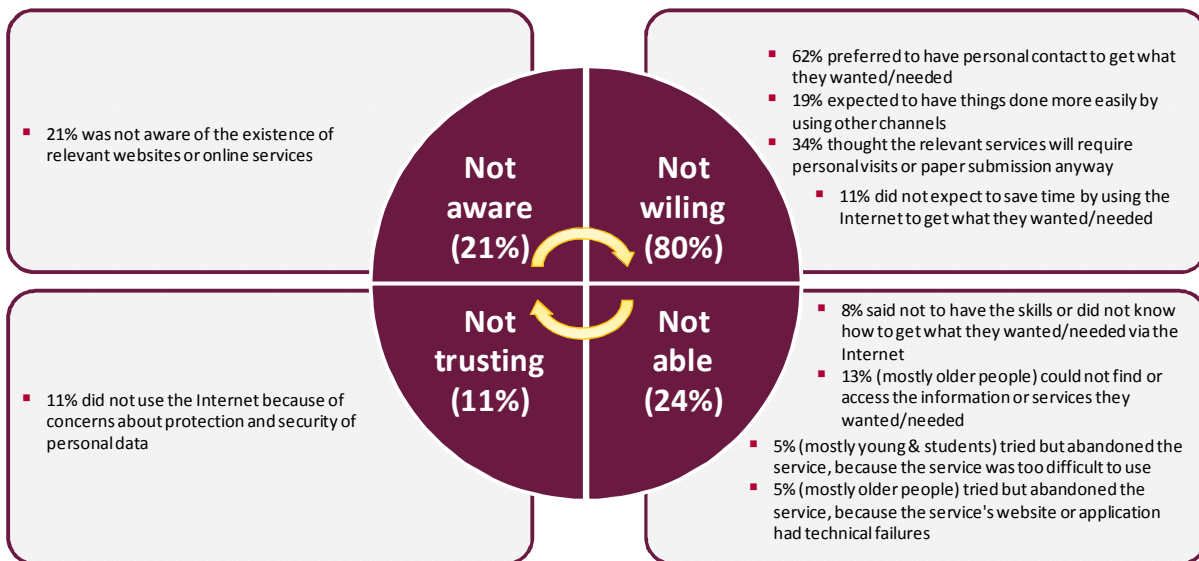 ▪ 21% was not aware of the existence of
relevant websites or online services
Not
aware
(21%)
Not
wiling
(80%)
▪ 62% preferred to have personal contact to get what
they wanted/needed
▪ 19% expected to have things done more easily by
using other channels
▪ 34% thought the relevant services will require
personal visits or paper submission anyway
▪ 11% did not expect to save time by using the
Internet to get what they wanted/needed
▪ 11% did not use the Internet because of
concerns about protection and security of
personal data
Not
trusting
(11%)
Not
able
(24%)
▪ 8% said not to have the skills or did not know
how to get what they wanted/needed via the
Internet
▪ 13% (mostly older people) could not find or
access the information or services they
wanted/needed
▪ 5% (mostly young & students) tried but abandoned the
service, because the service was too difficult to use
▪ 5% (mostly older people) tried but abandoned the
service, because the service's website or application
had technical failures